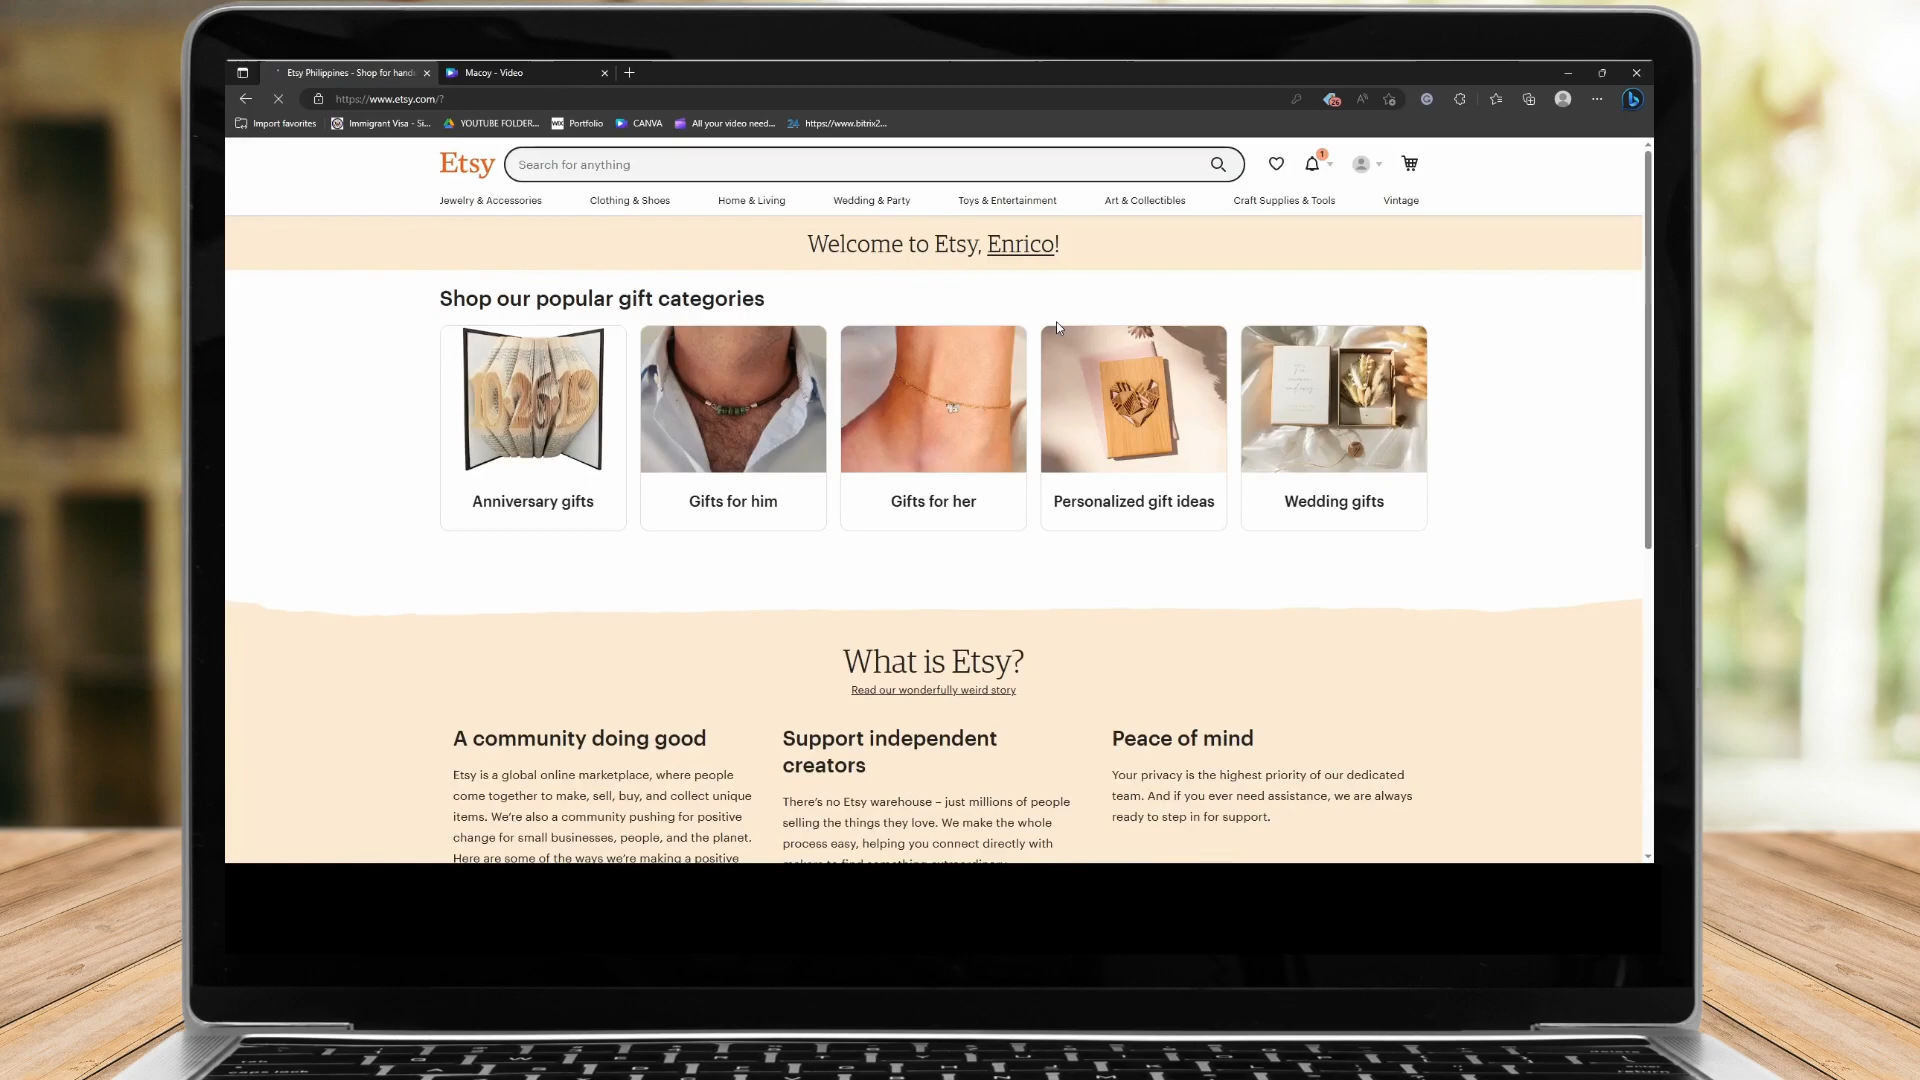 Etsy Philippines - Shop for hand
Macoy - Video
https://www.etsy.com/?
Import favorites
Immigrant Visa - Si...
YOUTUBE FOLDER...
WIX
Portfolio
CANVA
All your video need...
24
https://www.bitrix2...
Etsy
Search for anything
1
Jewelry & Accessories
Clothing & Shoes
Home & Living
Wedding & Party
Toys & Entertainment
Art & Collectibles
Craft Supplies & Tools
Vintage
Welcome to Etsy, Enrico!
Shop our popular gift categories
Anniversary gifts
Gifts for him
Gifts for her
Personalized gift ideas
Wedding gifts
What is Etsy?
Read our wonderfully weird story
A community doing good
Etsy is a global online marketplace, where people
come together to make, sell, buy, and collect unique
items. We're also a community pushing for positive
change for small businesses, people, and the planet.
Here are some of the ways we're making a positive
Support independent
creators
There's no Etsy warehouse – just millions of people
selling the things they love. We make the whole
process easy, helping you connect directly with
makers to find something extraordinary.
Peace of mind
Your privacy is the highest priority of our dedicated
team. And if you ever need assistance, we are always
ready to step in for support.